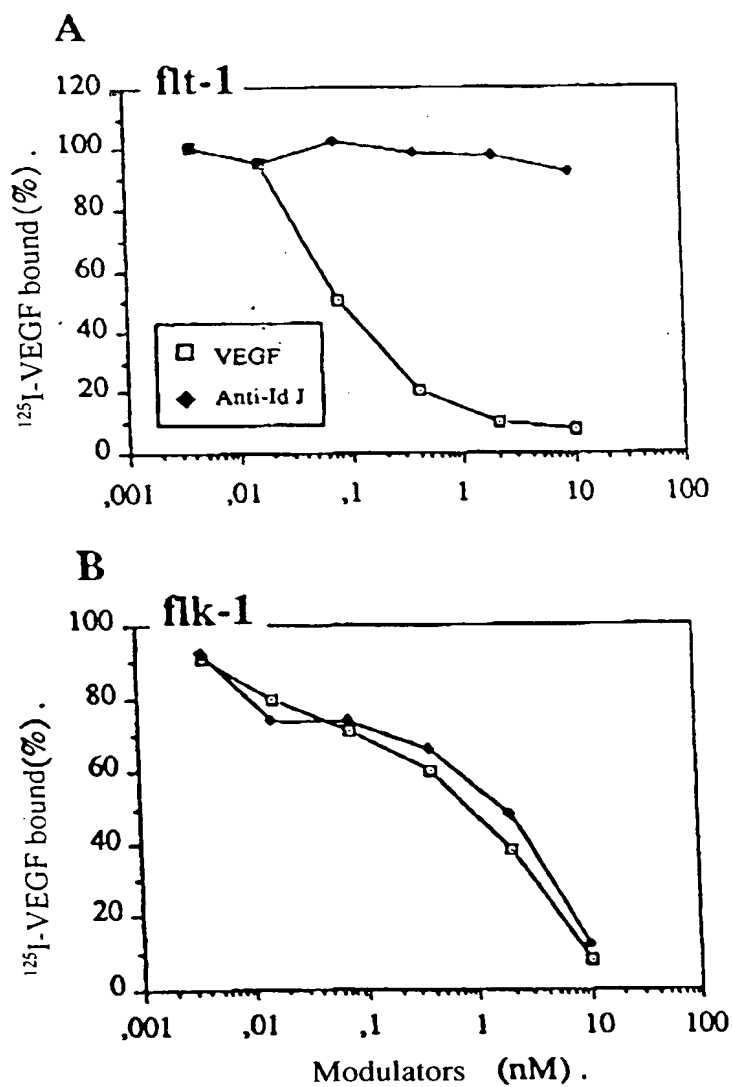 A
flt-1
120
100
80
60
40
20
0
¹²⁵I-VEGF bound (%) .
VEGF
Anti-Id J
,001 ,01 ,1 1 10 100
B
flk-1
100
80
60
40
20
0
¹²⁵I-VEGF bound(%) .
,001 ,01 ,1 1 10 100
Modulators (nM) .